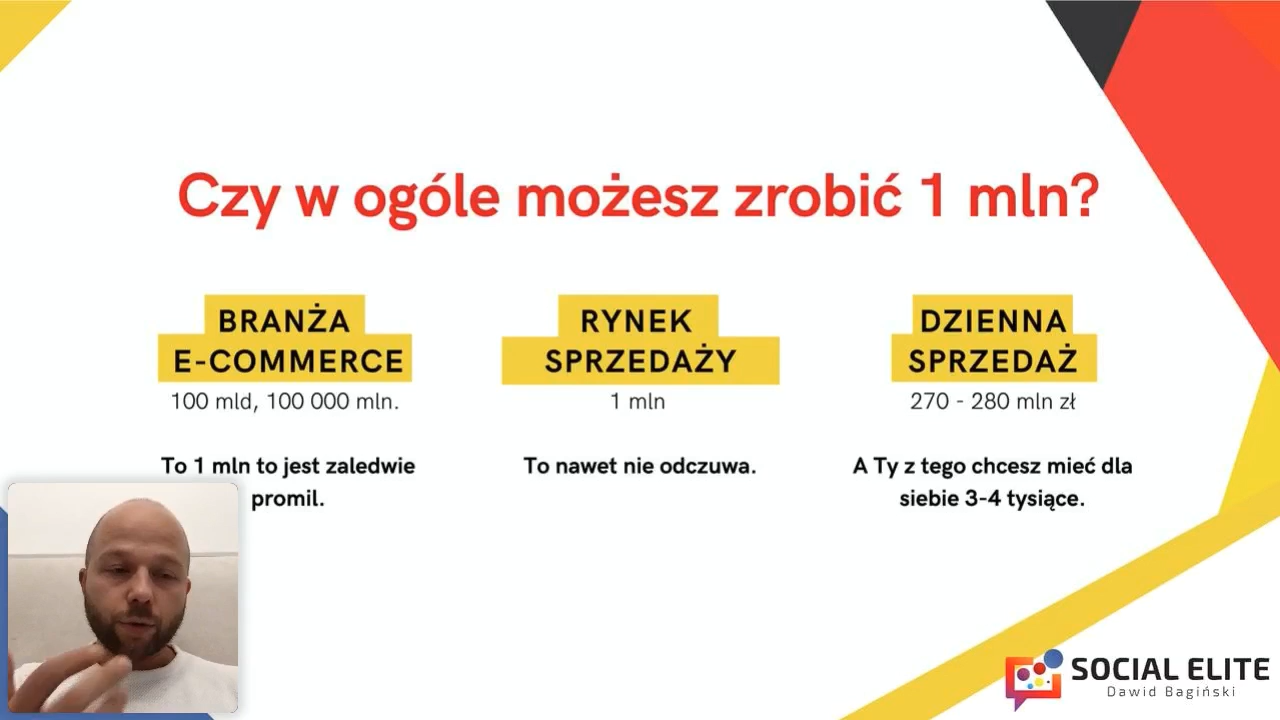 Czy w ogóle możesz zrobić 1 mln?
BRANŻA
E-COMMERCE
100 mld, 100 000 mln.
To 1 mln to jest zaledwie
promil.
RYNEK
SPRZEDAŻY
1 mln
To nawet nie odczuwa.
DZIENNA
SPRZEDAŻ
270 - 280 mln zł
A Ty z tego chcesz mieć dla
siebie 3-4 tysiące.
SOCIAL ELITE
Dawid Bagiński